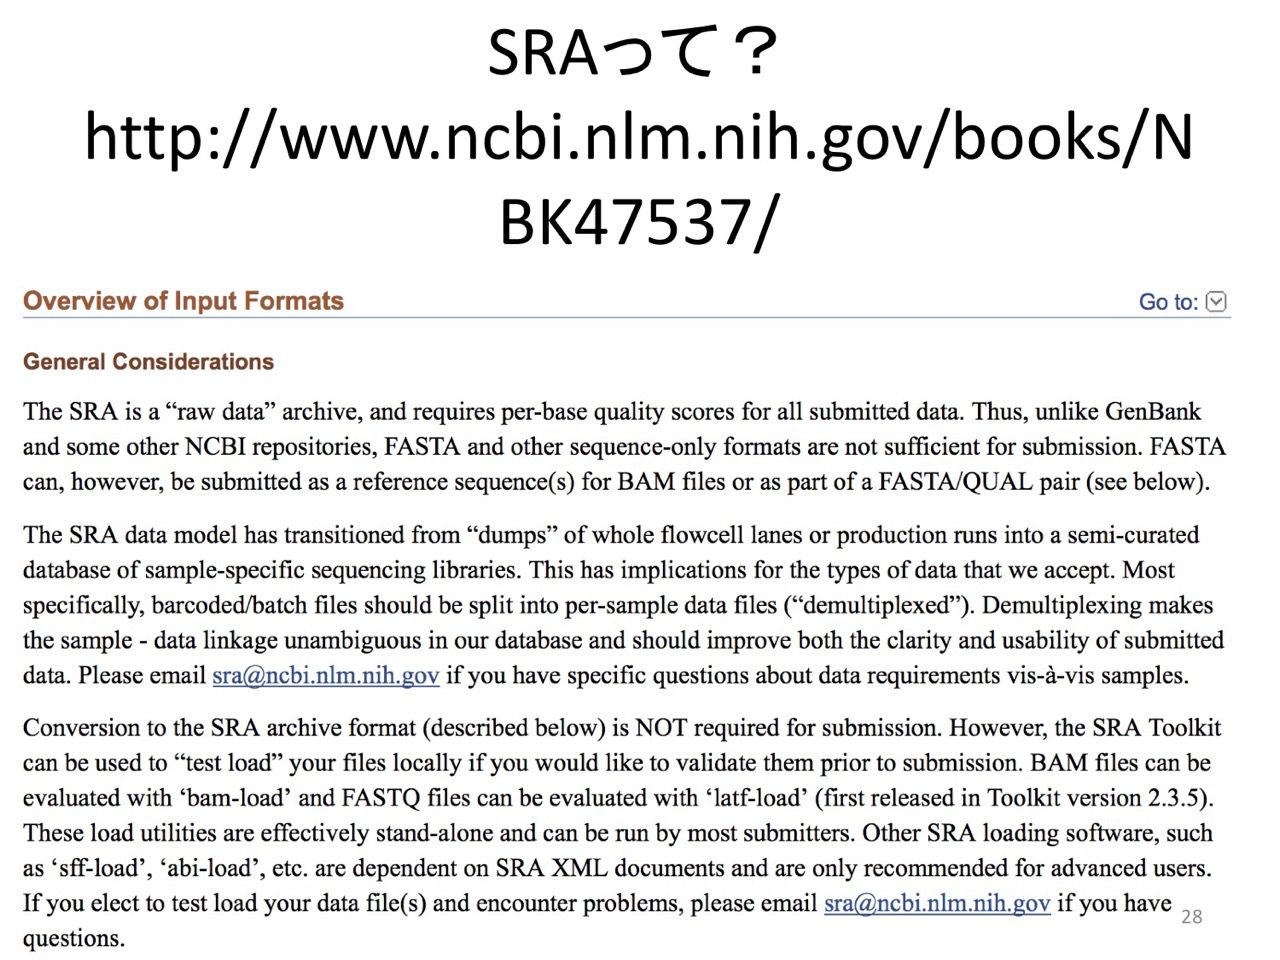 SRAって？
http://www.ncbi.nlm.nih.gov/books/N
BK47537/
Overview of Input Formats
Go to:
General Considerations
The SRA is a “raw data” archive, and requires per-base quality scores for all submitted data. Thus, unlike GenBank
and some other NCBI repositories, FASTA and other sequence-only formats are not sufficient for submission. FASTA
can, however, be submitted as a reference sequence(s) for BAM files or as part of a FASTA/QUAL pair (see below).
The SRA data model has transitioned from “dumps” of whole flowcell lanes or production runs into a semi-curated
database of sample-specific sequencing libraries. This has implications for the types of data that we accept. Most
specifically, barcoded/batch files should be split into per-sample data files (“demultiplexed”). Demultiplexing makes
the sample - data linkage unambiguous in our database and should improve both the clarity and usability of submitted
data. Please email sra@ncbi.nlm.nih.gov if you have specific questions about data requirements vis-à-vis samples.
Conversion to the SRA archive format (described below) is NOT required for submission. However, the SRA Toolkit
can be used to “test load” your files locally if you would like to validate them prior to submission. BAM files can be
evaluated with ‘bam-load’ and FASTQ files can be evaluated with ‘latf-load’ (first released in Toolkit version 2.3.5).
These load utilities are effectively stand-alone and can be run by most submitters. Other SRA loading software, such
as ‘sff-load’, ‘abi-load’, etc. are dependent on SRA XML documents and are only recommended for advanced users.
If you elect to test load your data file(s) and encounter problems, please email sra@ncbi.nlm.nih.gov if you have
questions.
28